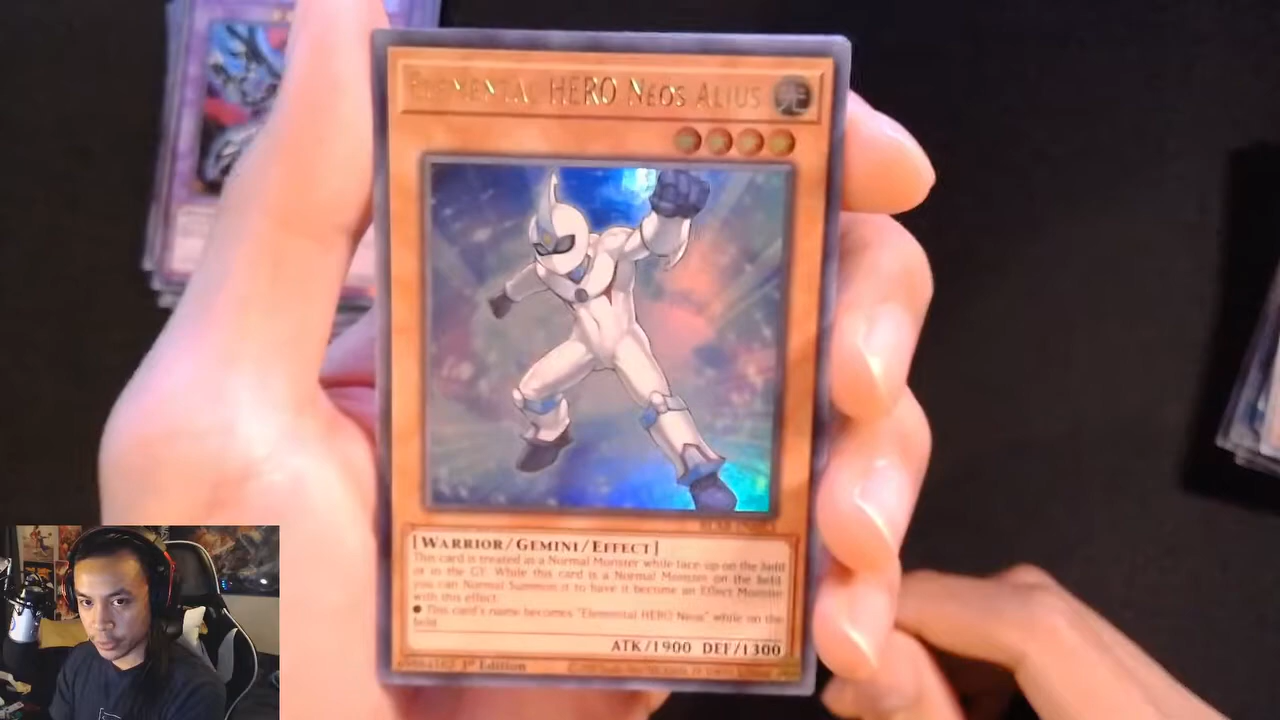 ELEMENTAL HERO NEOS ALIUS
[WARRIOR/GEMINI/EFFECT]
This card is treated as a Normal Monster while face-up on the field
or in the GY. While this card is a Normal Monster on the field,
you can Normal Summon it to have it become an Effect Monster
with this effect.
● This card's name becomes "Elemental HERO Neos" while on the
field.
ATK/1900 DEF/1300
1st Edition